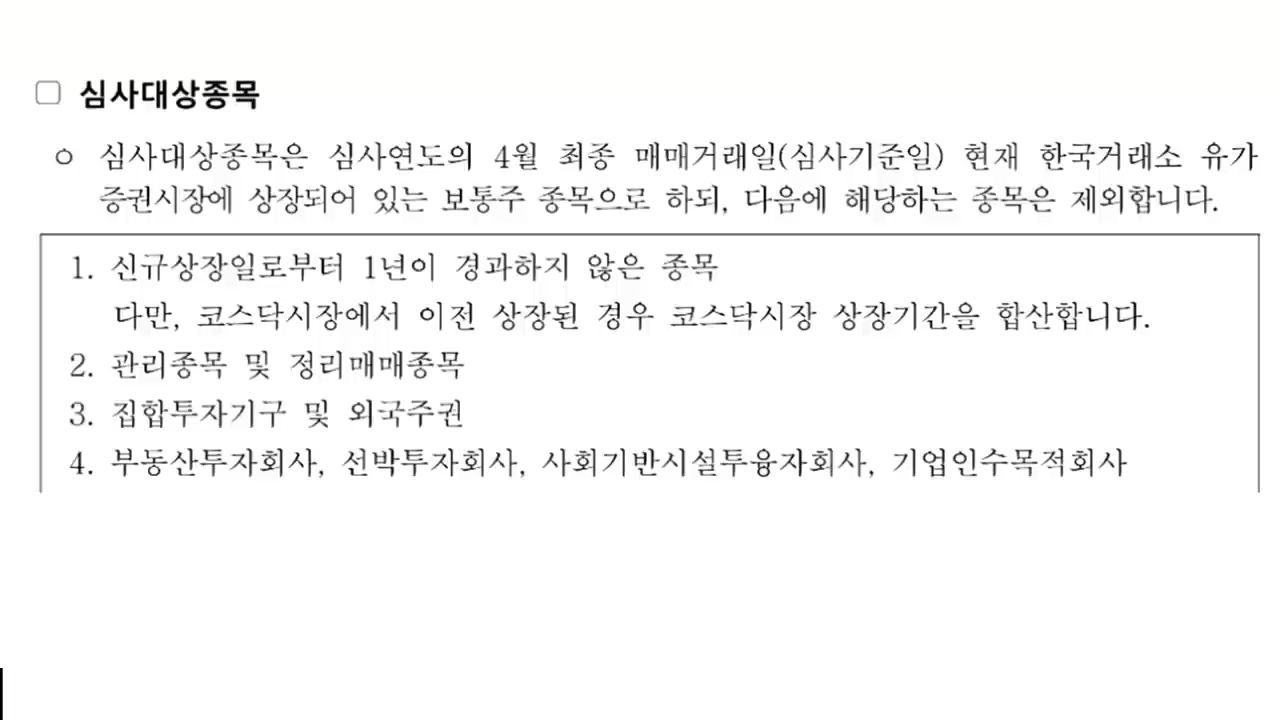 □ 심사대상종목
○ 심사대상종목은 심사연도의 4월 최종 매매거래일(심사기준일) 현재 한국거래소 유가
증권시장에 상장되어 있는 보통주 종목으로 하되, 다음에 해당하는 종목은 제외합니다.
1. 신규상장일로부터 1년이 경과하지 않은 종목
다만, 코스닥시장에서 이전 상장된 경우 코스닥시장 상장기간을 합산합니다.
2. 관리종목 및 정리매매종목
3. 집합투자기구 및 외국주권
4. 부동산투자회사, 선박투자회사, 사회기반시설투융자회사, 기업인수목적회사